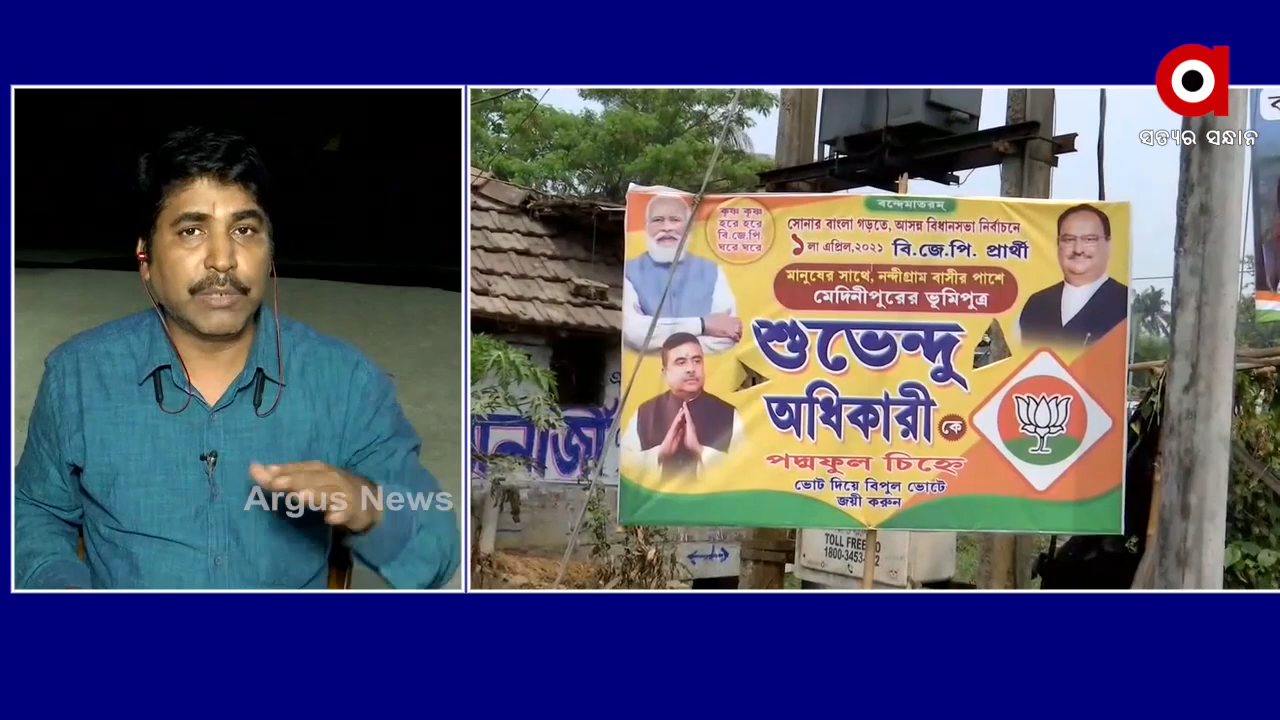 ସତ୍ୟର ସନ୍ଧାନ
Argus News
বন্দেমাতরম্
কৃষ্ণ কৃষ্ণ
হরে হরে
বি.জে.পি
ঘরে ঘরে
সোনার বাংলা গড়তে, আসন্ন বিধানসভা নির্বাচনে
১লা এপ্রিল,২০২১ বি.জে.পি. প্রার্থী
মানুষের সাথে, নন্দীগ্রাম বাসীর পাশে
মেদিনীপুরের ভূমিপুত্র
শুভেন্দু
অধিকারী কে
পদ্মফুল চিহ্নে
ভোট দিয়ে বিপুল ভোটে
জয়ী করুন
TOLL FREE NO